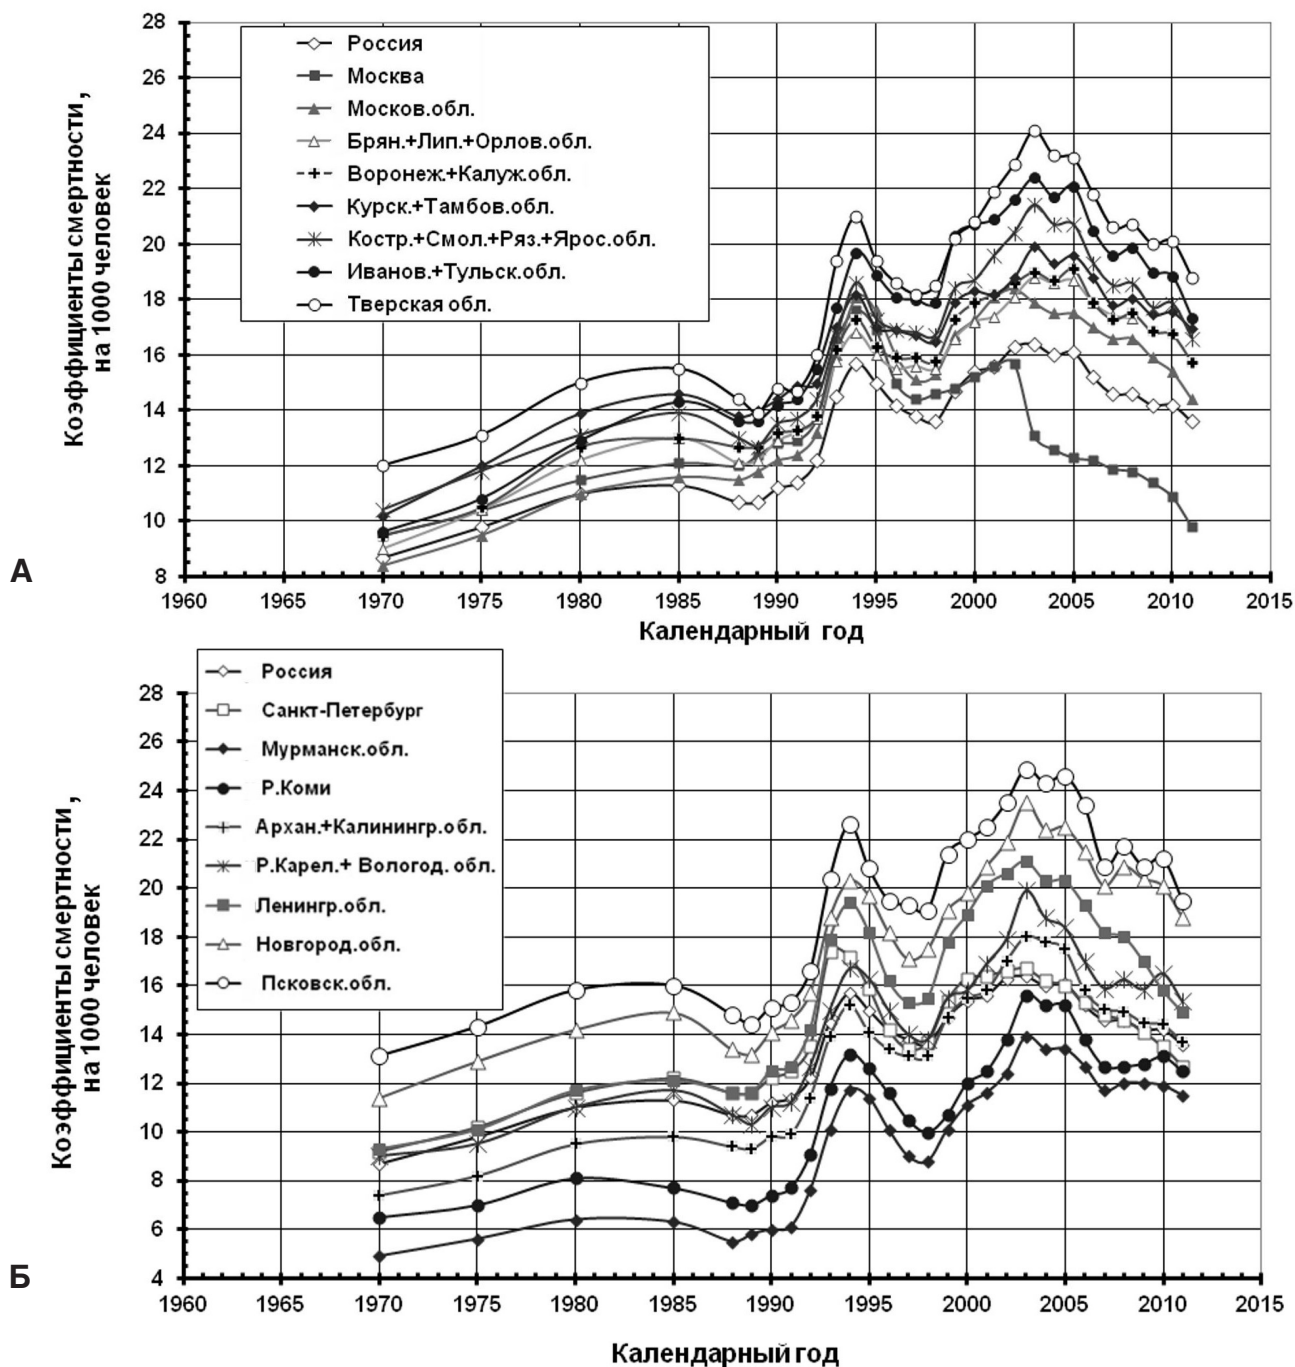 28
26
24
22
20
18
16
14
12
10
8
Коэффициенты смертности,
на 1000 человек
Россия
Москва
Москов.обл.
Брян.+Лип.+Орлов.обл.
Воронеж.+Калуж.обл.
Курск.+Тамбов.обл.
Костр.+Смол.+Ряз.+Ярос.обл.
Иванов.+Тульск.обл.
Тверская обл.
А
1960 1965 1970 1975 1980 1985 1990 1995 2000 2005 2010 2015
Календарный год
28
26
24
22
20
18
16
14
12
10
8
6
4
Коэффициенты смертности,
на 1000 человек
Россия
Санкт-Петербург
Мурманск.обл.
Р.Коми
Архан.+Калинингр.обл.
Р.Карел.+ Вологод. обл.
Ленингр.обл.
Новгород.обл.
Псковск.обл.
Б
1960 1965 1970 1975 1980 1985 1990 1995 2000 2005 2010 2015
Календарный год